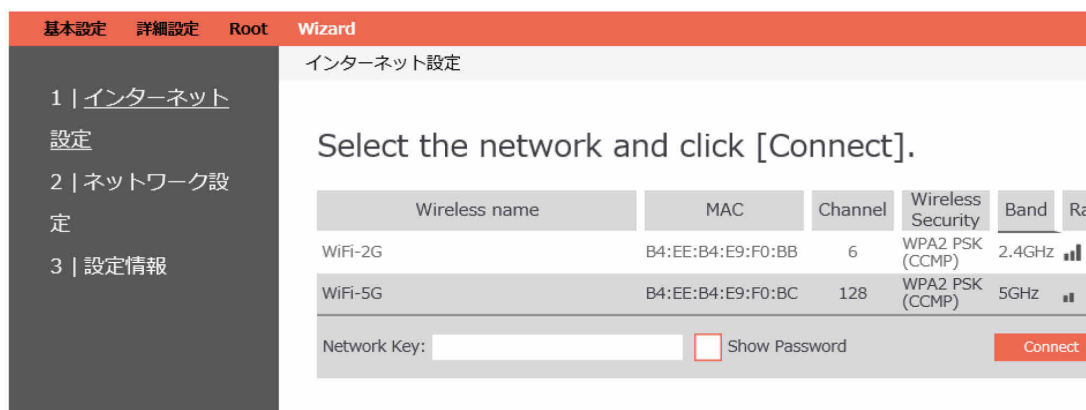 基本設定 詳細設定 Root Wizard
インターネット設定
1 | インターネット
設定
2 | ネットワーク設
定
3 | 設定情報
Select the network and click [Connect].
Wireless name MAC Channel Wireless Security Band Ra
WiFi-2G B4:EE:B4:E9:F0:BB 6 WPA2 PSK (CCMP) 2.4GHz
WiFi-5G B4:EE:B4:E9:F0:BC 128 WPA2 PSK (CCMP) 5GHz
Network Key: Show Password Connect